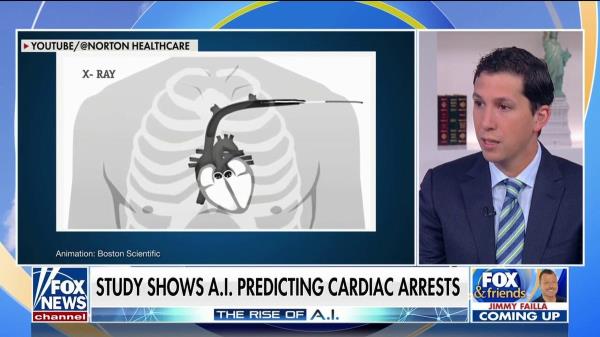 YOUTUBE/@NORTON HEALTHCARE
X- RAY
Animation: Boston Scientific
FOX
NEWS
channel
STUDY SHOWS A.I. PREDICTING CARDIAC ARRESTS
THE RISE OF A.I.
FOX
& friends
JIMMY FAILLA
COMING UP